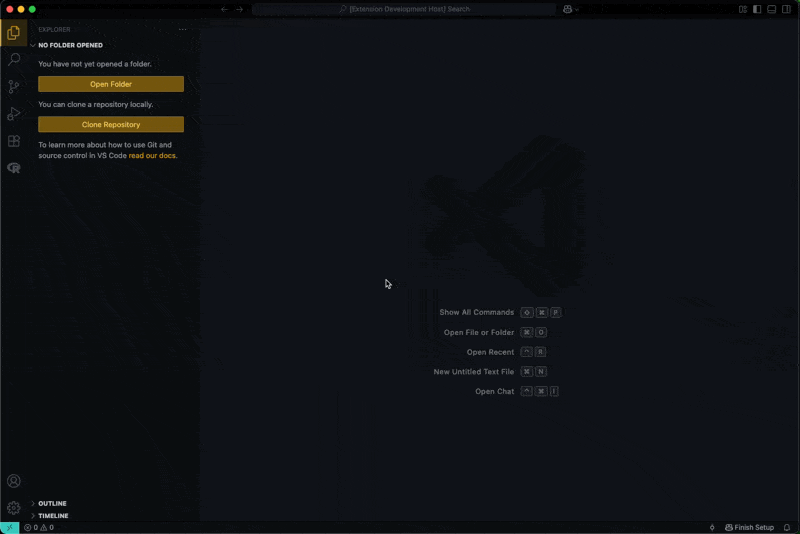 [Extension Development Host] Search
EXPLORER
NO FOLDER OPENED
You have not yet opened a folder.
Open Folder
You can clone a repository locally.
Clone Repository
To learn more about how to use Git and
source control in VS Code read our docs.
Show All Commands ⇧ ⌘ P
Open File or Folder ⌘ O
Open Recent ⌃ R
New Untitled Text File ⌘ N
Open Chat ⌃ ⌘ I
OUTLINE
TIMELINE
0 0
Finish Setup